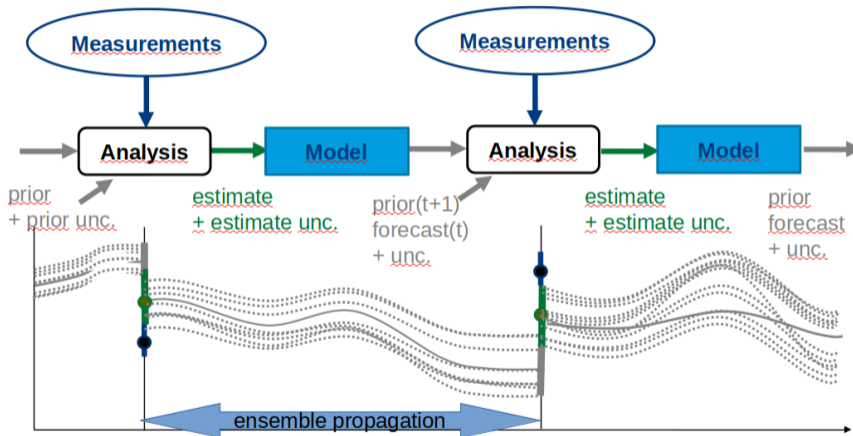 Measurements
Measurements
Analysis
Model
Analysis
Model
prior
+ prior unc.
estimate
+ estimate unc.
prior(t+1)
forecast(t)
+ unc.
estimate
+ estimate unc.
prior
forecast
+ unc.
ensemble propagation